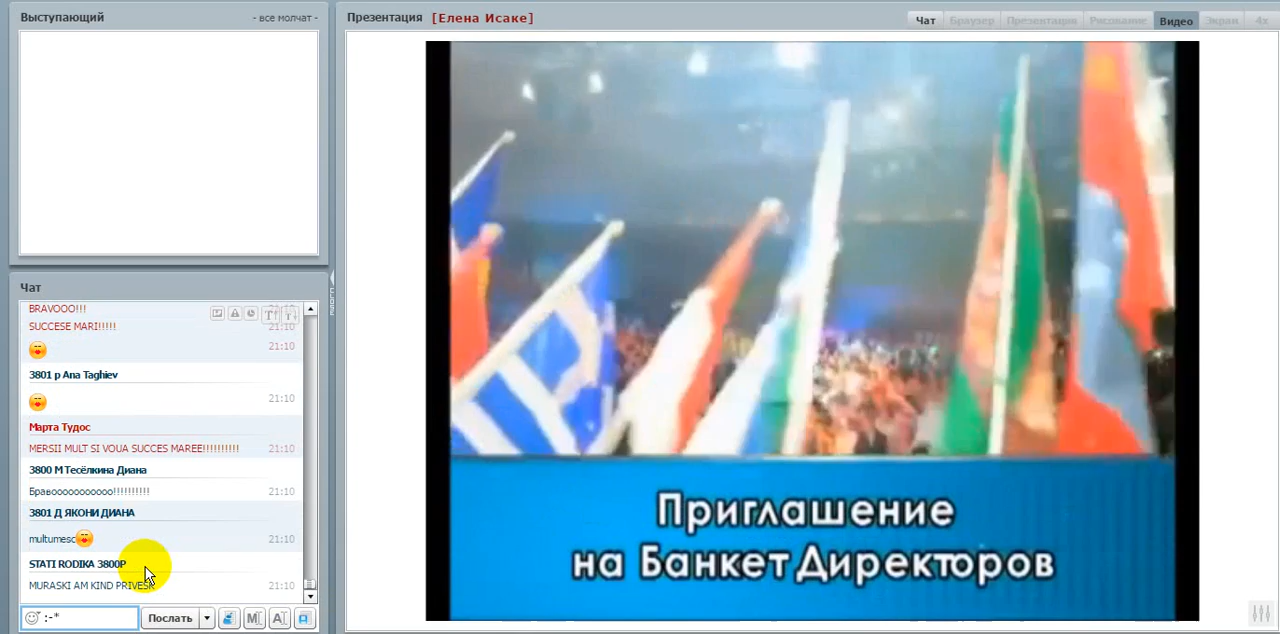 Выступающий
- все молчат -
Презентация [Елена Исаке]
Чат
Браузер
Презентация
Рисование
Видео
Экран
4x
Чат
BRAVOOO!!! 21:10
SUCCESE MARI!!!!! 21:10
21:10
3801 р Ana Taghiev
21:10
Марта Тудос
MERSII MULT SI VOUA SUCCES MAREE!!!!!!!!!! 21:10
3800 М Тесёлкина Диана
Бравооооооооооо!!!!!!!!!! 21:10
3801 Д ЯКОНИ ДИАНА
multumesc 21:10
STATI RODIKA 3800P
MURASKI AM KIND PRIVESK 21:10
:-*
Послать
Приглашение
на Банкет Директоров